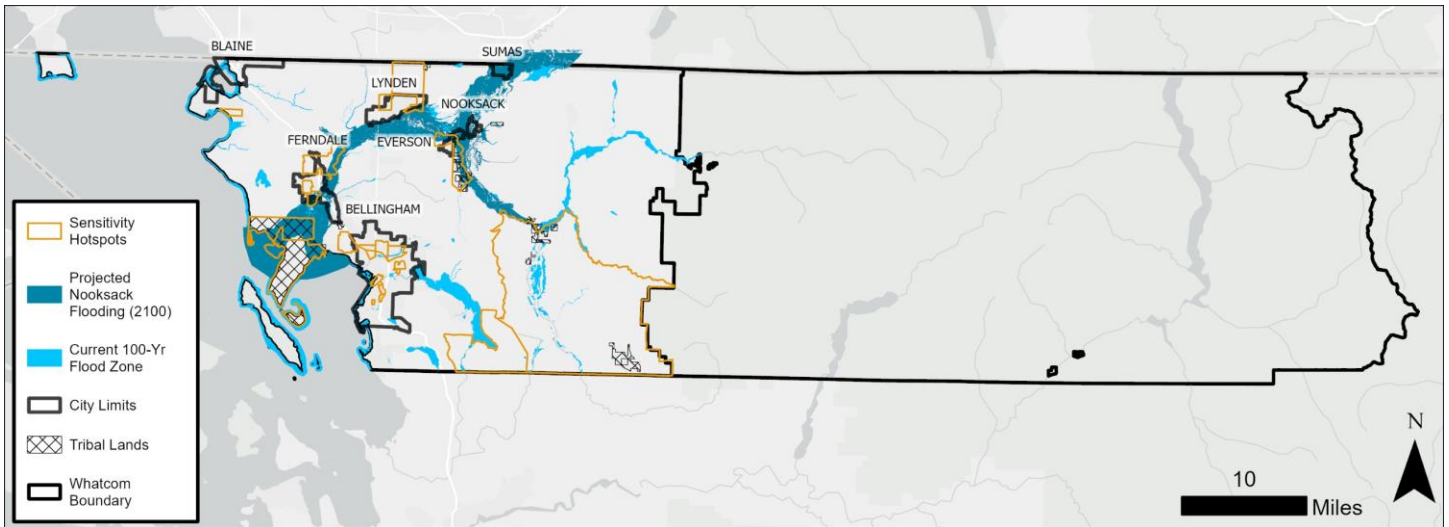 BLAINE
SUMAS
LYNDEN
NOOKSACK
FERNDALE
EVERSON
BELLINGHAM
Sensitivity
Hotspots
Projected
Nooksack
Flooding (2100)
Current 100-Yr
Flood Zone
City Limits
Tribal Lands
Whatcom
Boundary
N
10
Miles